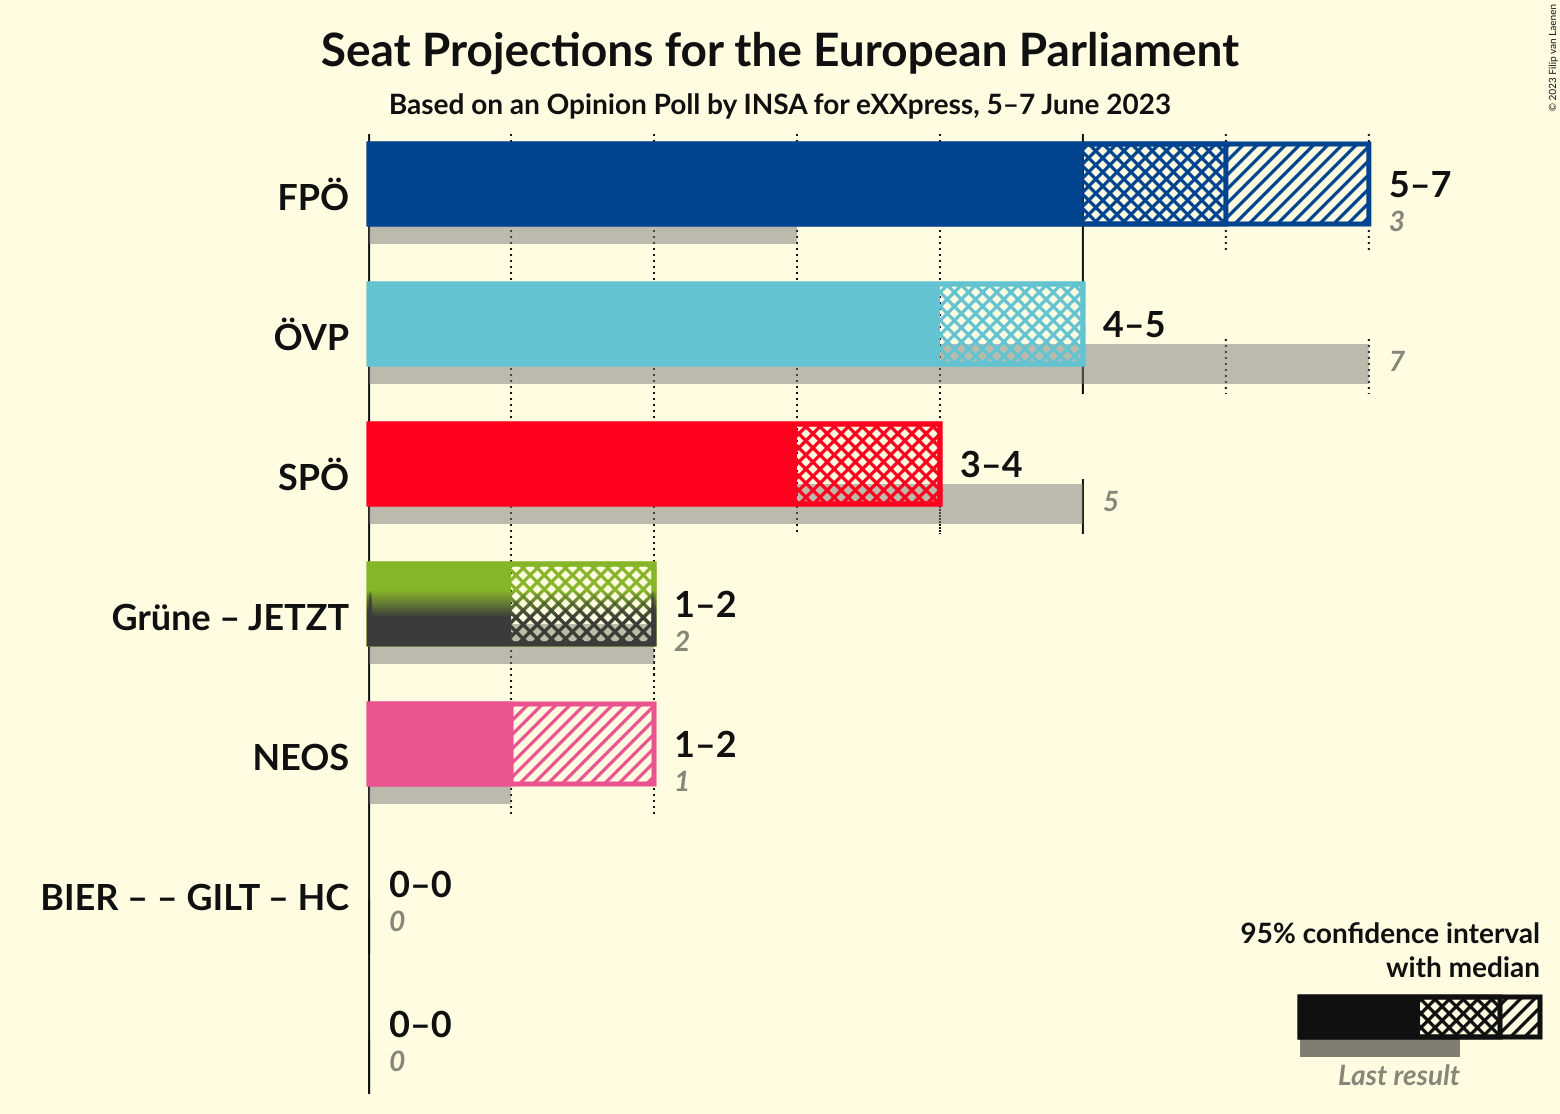 Seat Projections for the European Parliament
Based on an Opinion Poll by INSA for eXXpress, 5–7 June 2023
© 2023 Filip van Laenen
FPÖ
5–7
3
ÖVP
4–5
7
SPÖ
3–4
5
Grüne – JETZT
1–2
2
NEOS
1–2
1
BIER – – GILT – HC
0–0
0
0–0
0
95% confidence interval
with median
Last result